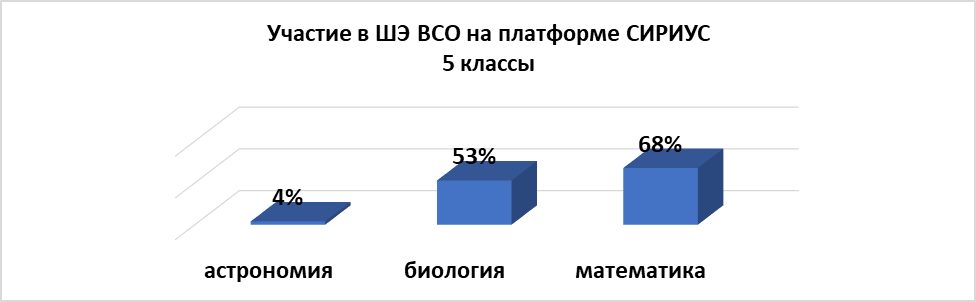 Участие в ШЭ ВСО на платформе СИРИУС
5 классы
4%
53%
68%
астрономия
биология
математика